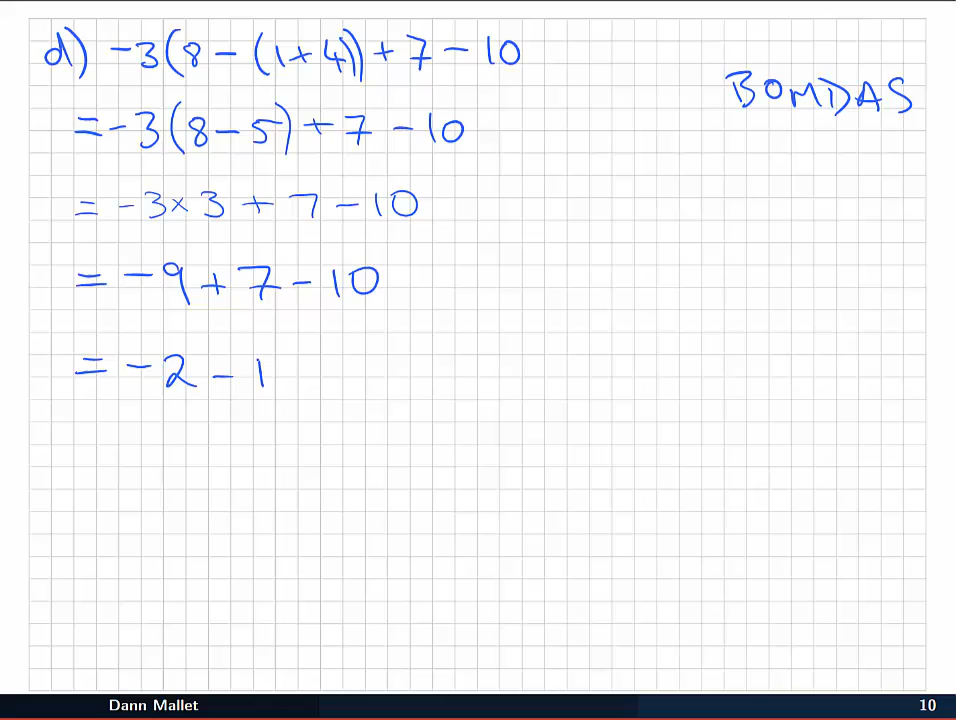 d) -3(8 - (1+4)) + 7 - 10
BOMDAS
= -3(8 - 5) + 7 - 10
= -3 × 3 + 7 - 10
= -9 + 7 - 10
= -2 - 1
Dann Mallet
10